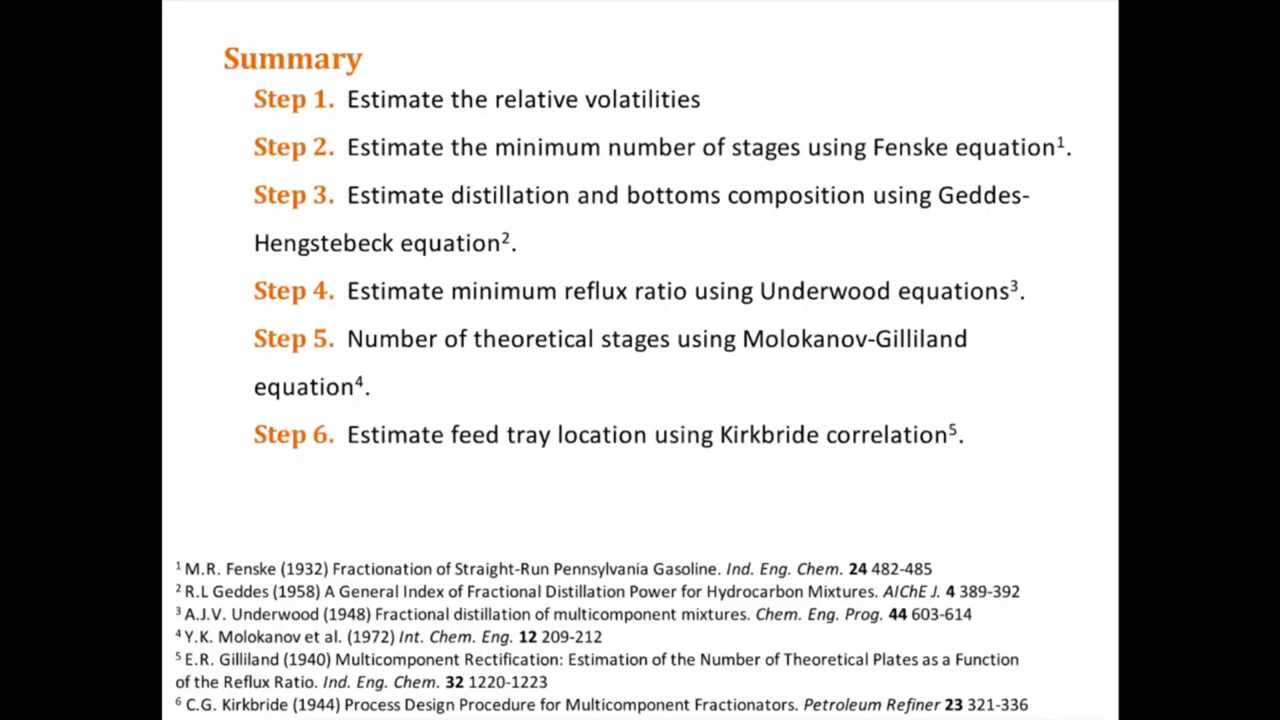 Summary
Step 1. Estimate the relative volatilities
Step 2. Estimate the minimum number of stages using Fenske equation¹.
Step 3. Estimate distillation and bottoms composition using Geddes-
Hengstebeck equation².
Step 4. Estimate minimum reflux ratio using Underwood equations³.
Step 5. Number of theoretical stages using Molokanov-Gilliland
equation⁴.
Step 6. Estimate feed tray location using Kirkbride correlation⁵.
¹ M.R. Fenske (1932) Fractionation of Straight-Run Pennsylvania Gasoline. Ind. Eng. Chem. 24 482-485
² R.L Geddes (1958) A General Index of Fractional Distillation Power for Hydrocarbon Mixtures. AIChE J. 4 389-392
³ A.J.V. Underwood (1948) Fractional distillation of multicomponent mixtures. Chem. Eng. Prog. 44 603-614
⁴ Y.K. Molokanov et al. (1972) Int. Chem. Eng. 12 209-212
⁵ E.R. Gilliland (1940) Multicomponent Rectification: Estimation of the Number of Theoretical Plates as a Function
of the Reflux Ratio. Ind. Eng. Chem. 32 1220-1223
⁶ C.G. Kirkbride (1944) Process Design Procedure for Multicomponent Fractionators. Petroleum Refiner 23 321-336